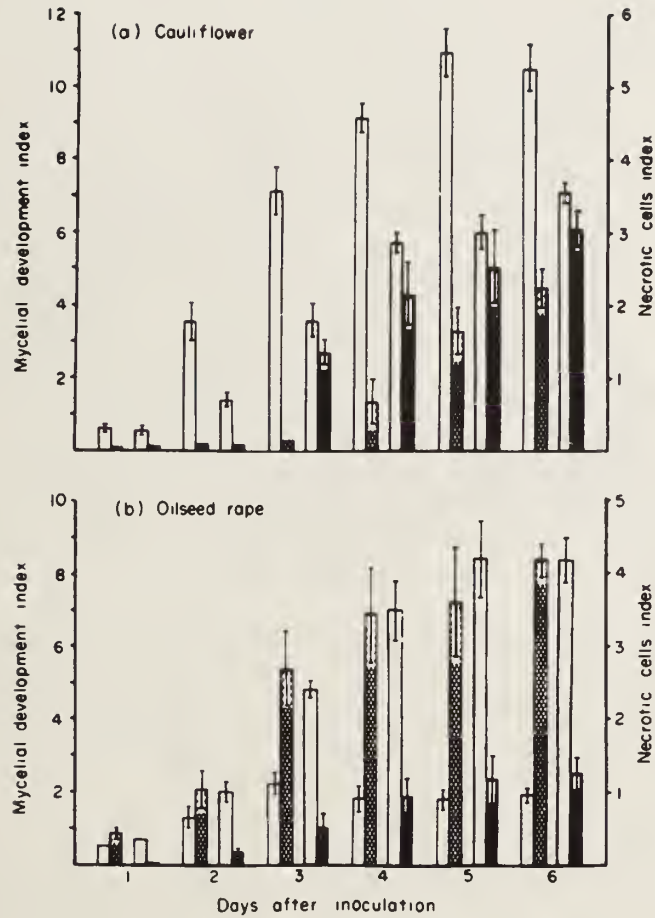 (a) Cauliflower
Mycelial development index
12
10
8
6
4
2
Necrotic cells index
6
5
4
3
2
1
(b) Oilseed rape
Mycelial development index
10
8
6
4
2
Necrotic cells index
5
4
3
2
1
1 2 3 4 5 6
Days after inoculation